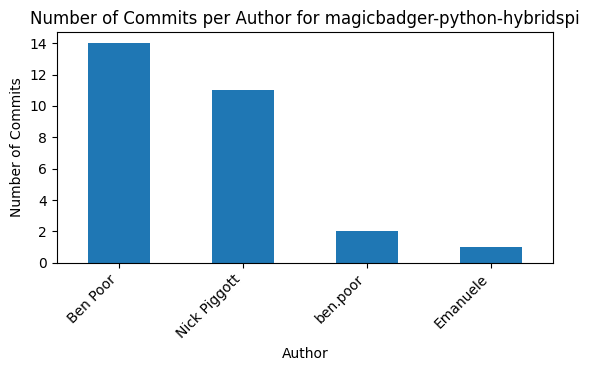 Number of Commits per Author for magicbadger-python-hybridspi
Number of Commits
14
12
10
8
6
4
2
0
Ben Poor
Nick Piggott
ben.poor
Emanuele
Author